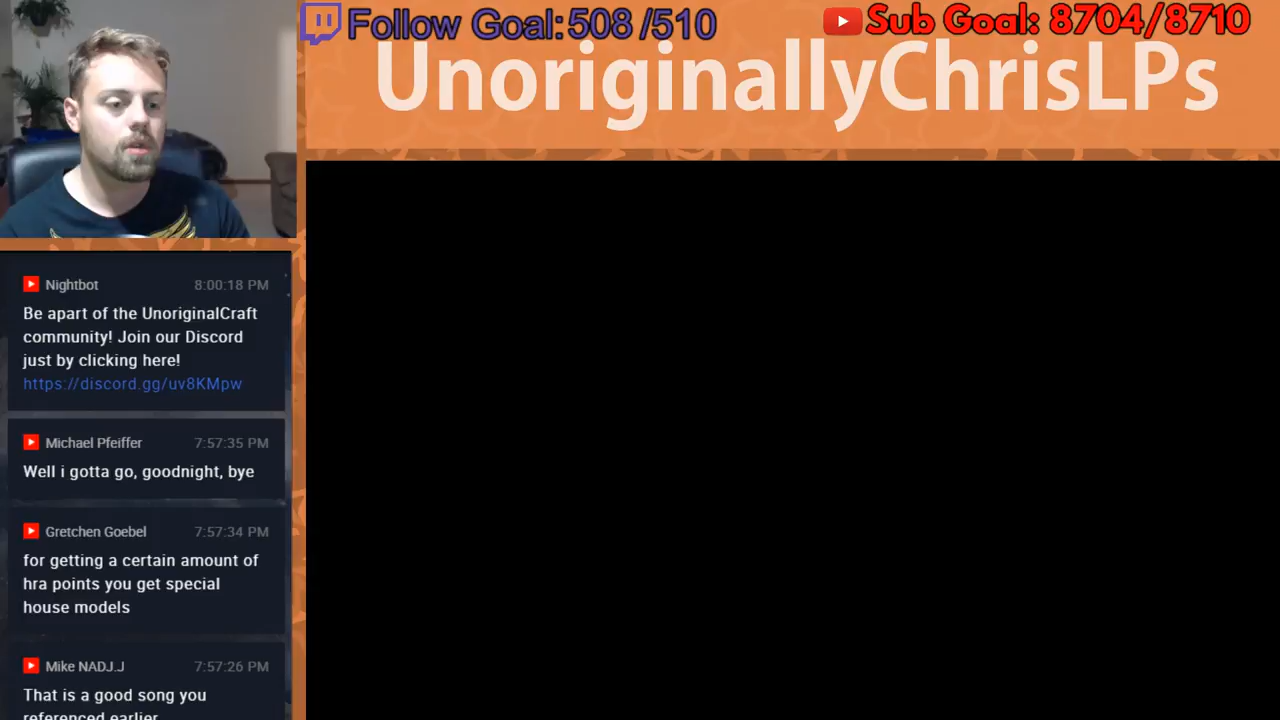 Follow Goal: 508 /510
Sub Goal: 8704/8710
UnoriginallyChrisLPs
Nightbot 8:00:18 PM
Be apart of the UnoriginalCraft
community! Join our Discord
just by clicking here!
https://discord.gg/uv8KMpw
Michael Pfeiffer 7:57:35 PM
Well i gotta go, goodnight, bye
Gretchen Goebel 7:57:34 PM
for getting a certain amount of
hra points you get special
house models
Mike NADJ.J 7:57:26 PM
That is a good song you
referenced earlier